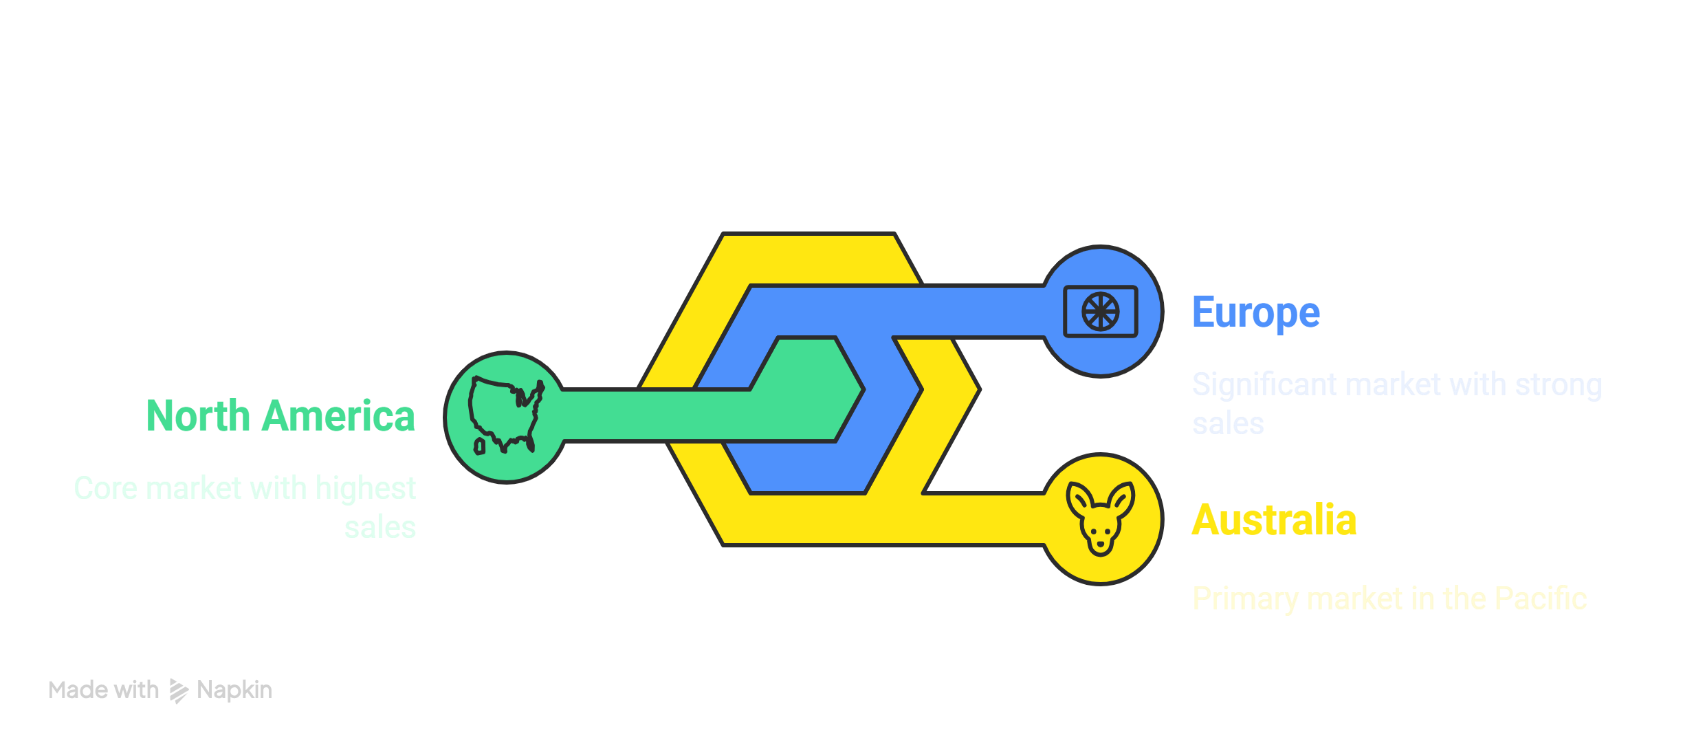 North America
Core market with highest
sales
Europe
Significant market with strong
sales
Australia
Primary market in the Pacific
Made with Napkin